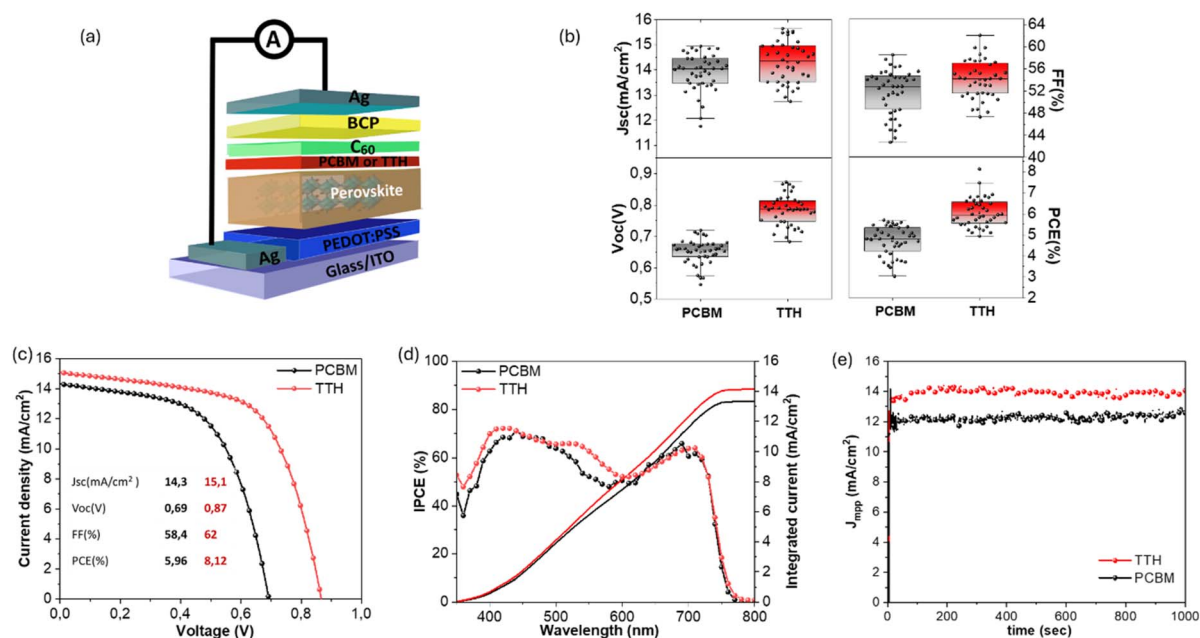 (a)
A
Ag
BCP
C60
PCBM or TTH
Perovskite
PEDOT:PSS
Ag
Glass/ITO
(b)
Jsc(mA/cm²)
16
15
14
13
12
11
FF(%)
64
60
56
52
48
44
40
Voc(V)
0,9
0,8
0,7
0,6
0,5
PCE(%)
8
7
6
5
4
3
2
PCBM TTH
PCBM TTH
(c)
Current density (mA/cm²)
16
14
12
10
8
6
4
2
0
PCBM
TTH
Jsc(mA/cm²) 14,3 15,1
Voc(V) 0,69 0,87
FF(%) 58,4 62
PCE(%) 5,96 8,12
0,0 0,2 0,4 0,6 0,8 1,0
Voltage (V)
(d)
IPCE (%)
100
80
60
40
20
0
PCBM
TTH
16
14
12
10
8
6
4
2
0
Integrated current (mA/cm²)
400 500 600 700 800
Wavelength (nm)
(e)
Jmpp (mA/cm²)
16
14
12
10
8
6
4
2
0
TTH
PCBM
0 200 400 600 800 1000
time (sec)